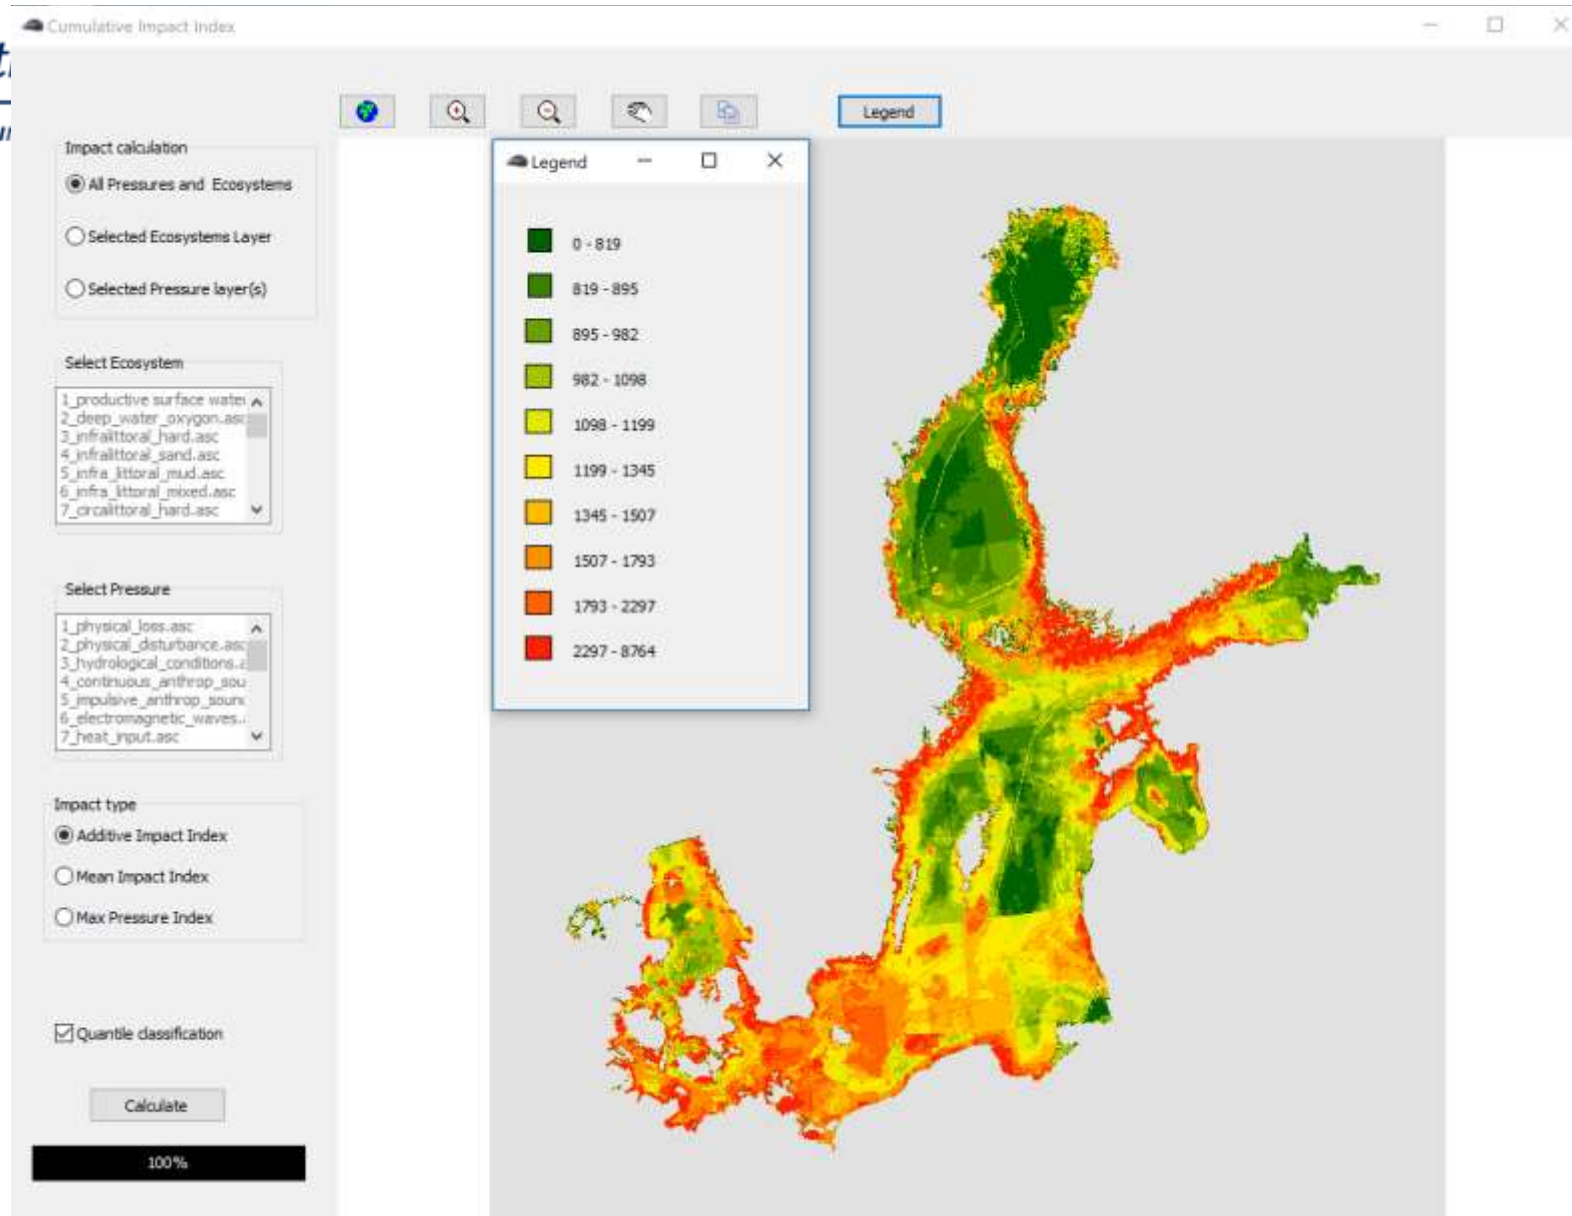 Cumulative Impact Index
Legend
Impact calculation
All Pressures and Ecosystems
Selected Ecosystems Layer
Selected Pressure layer(s)
Select Ecosystem
1_productive surface water
2_deep_water_oxygon.asc
3_infralittoral_hard.asc
4_infralittoral_sand.asc
5_infra_littoral_mud.asc
6_infra_littoral_mixed.asc
7_circalittoral_hard.asc
Select Pressure
1_physical_loss.asc
2_physical_disturbance.asc
3_hydrological_conditions.a
4_continuous_anthrop_sou
5_impulsive_anthrop_soun
6_electromagnetic_waves.
7_heat_input.asc
Impact type
Additive Impact Index
Mean Impact Index
Max Pressure Index
Quantile classification
Calculate
100%
Legend
0 - 819
819 - 895
895 - 982
982 - 1098
1098 - 1199
1199 - 1345
1345 - 1507
1507 - 1793
1793 - 2297
2297 - 8764